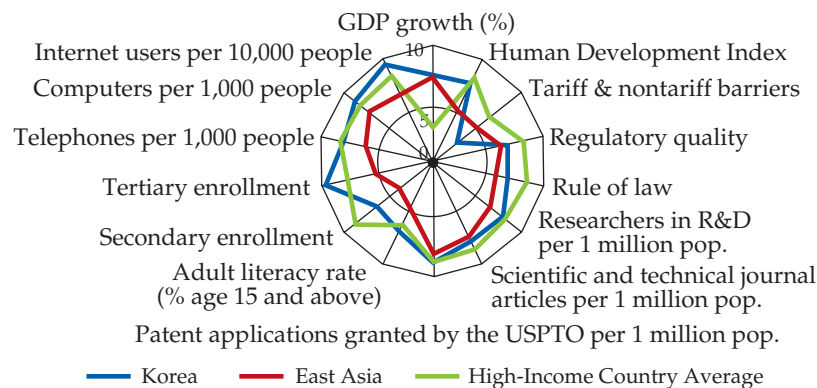 GDP growth (%)
10
Internet users per 10,000 people
Human Development Index
Computers per 1,000 people
Tariff & nontariff barriers
5
Telephones per 1,000 people
Regulatory quality
0
Tertiary enrollment
Rule of law
Secondary enrollment
Researchers in R&D
per 1 million pop.
Adult literacy rate
(% age 15 and above)
Scientific and technical journal
articles per 1 million pop.
Patent applications granted by the USPTO per 1 million pop.
Korea
East Asia
High-Income Country Average